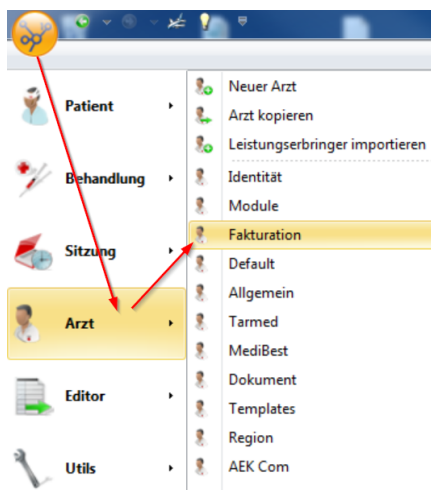 Patient
Behandlung
Sitzung
Arzt
Editor
Utils
Neuer Arzt
Arzt kopieren
Leistungserbringer importieren
Identität
Module
Fakturation
Default
Allgemein
Tarmed
MediBest
Dokument
Templates
Region
AEK Com